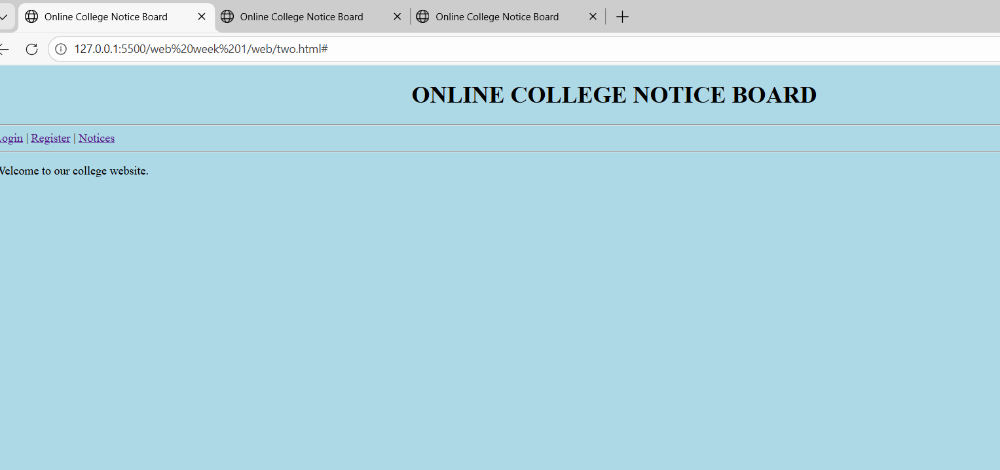 Online College Notice Board Online College Notice Board Online College Notice Board
127.0.0.1:5500/web%20week%201/web/two.html#
ONLINE COLLEGE NOTICE BOARD
Login | Register | Notices
Welcome to our college website.